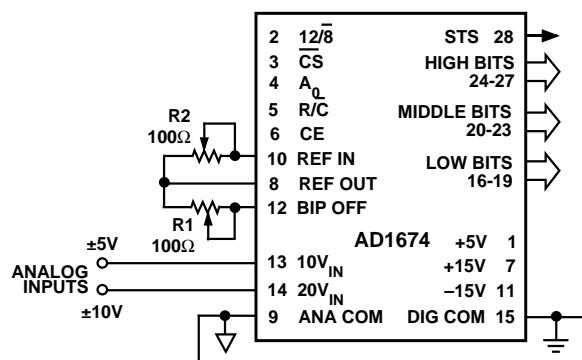 2 12/8̅ STS 28
3 C̅S̅ HIGH BITS
24-27
4 A0
5 R/C̅ MIDDLE BITS
20-23
6 CE
R2
100Ω
10 REF IN LOW BITS
16-19
8 REF OUT
12 BIP OFF
R1
100Ω
AD1674
+5V 1
±5V
13 10VIN +15V 7
ANALOG
INPUTS
14 20VIN –15V 11
±10V
9 ANA COM DIG COM 15